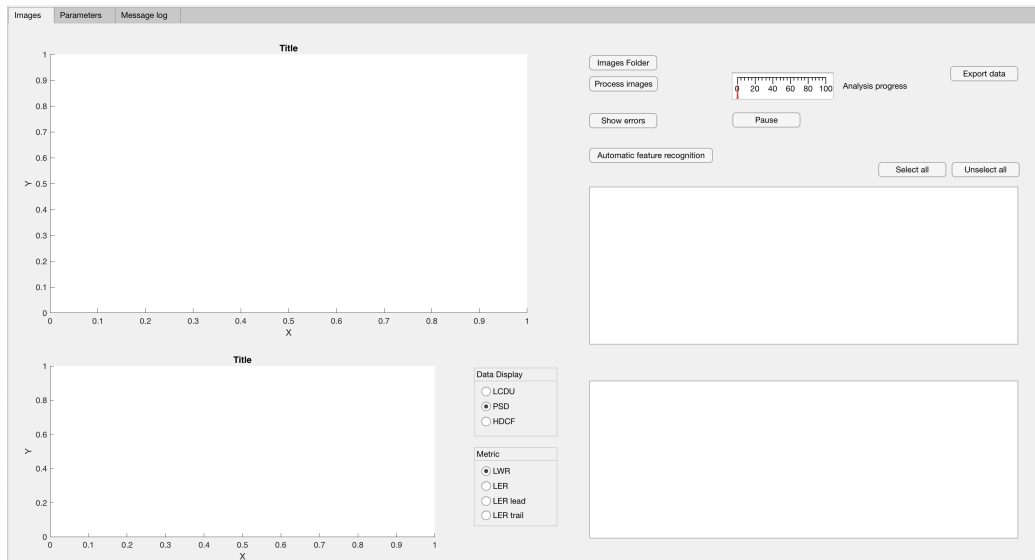 Images Parameters Message log
Title
1
0.9
0.8
0.7
0.6
0.5
0.4
0.3
0.2
0.1
0
Y
0 0.1 0.2 0.3 0.4 0.5 0.6 0.7 0.8 0.9 1
X
Images Folder
Process images
0 20 40 60 80 100
Analysis progress
Export data
Show errors
Pause
Automatic feature recognition
Select all
Unselect all
Title
1
0.8
0.6
0.4
0.2
0
Y
0 0.1 0.2 0.3 0.4 0.5 0.6 0.7 0.8 0.9 1
X
Data Display
LCDU
PSD
HDCF
Metric
LWR
LER
LER lead
LER trail